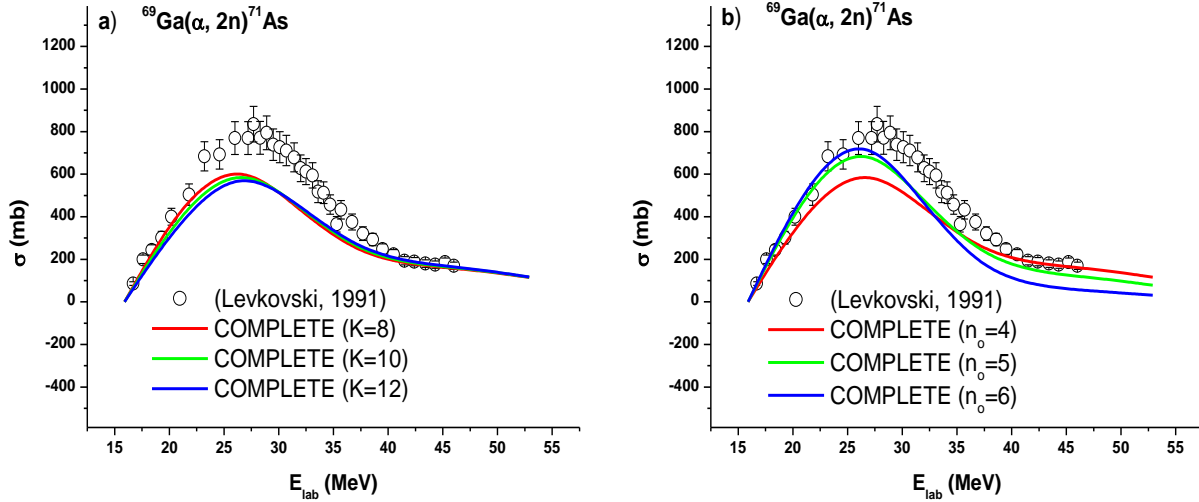 a) ⁶⁹Ga(α, 2n)⁷¹As
1200
1000
800
600
400
200
0
-200
-400
σ (mb)
(Levkovski, 1991)
COMPLETE (K=8)
COMPLETE (K=10)
COMPLETE (K=12)
15 20 25 30 35 40 45 50 55
E_lab (MeV)
b) ⁶⁹Ga(α, 2n)⁷¹As
1200
1000
800
600
400
200
0
-200
-400
σ (mb)
(Levkovski, 1991)
COMPLETE (nₒ=4)
COMPLETE (nₒ=5)
COMPLETE (nₒ=6)
15 20 25 30 35 40 45 50 55
E_lab (MeV)